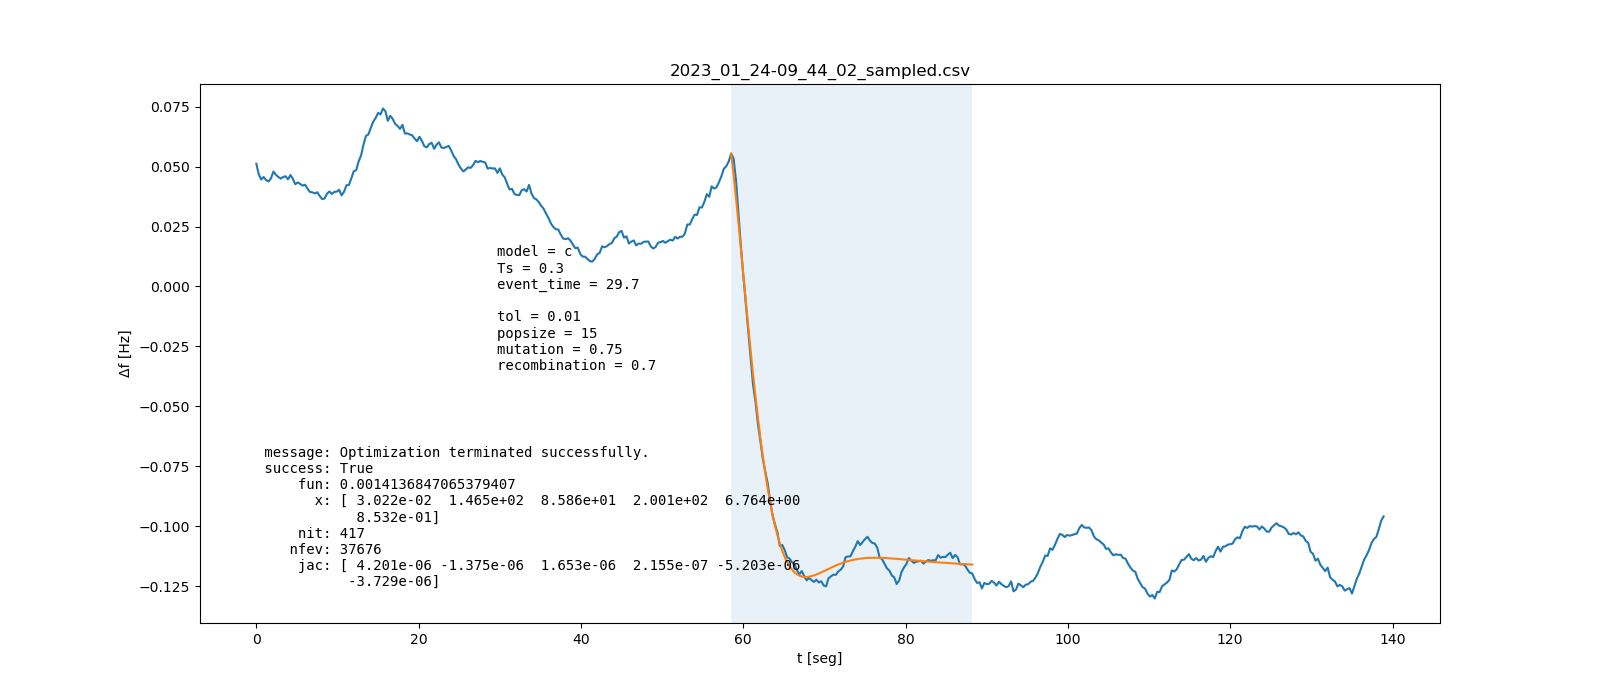 2023_01_24-09_44_02_sampled.csv
0.075
0.050
0.025
0.000
−0.025
−0.050
−0.075
−0.100
−0.125
Δf [Hz]
model = c
Ts = 0.3
event_time = 29.7
tol = 0.01
popsize = 15
mutation = 0.75
recombination = 0.7
message: Optimization terminated successfully.
success: True
fun: 0.0014136847065379407
x: [ 3.022e-02  1.465e+02  8.586e+01  2.001e+02  6.764e+00
8.532e-01]
nit: 417
nfev: 37676
jac: [ 4.201e-06 -1.375e-06  1.653e-06  2.155e-07 -5.203e-06
-3.729e-06]
0 20 40 60 80 100 120 140
t [seg]